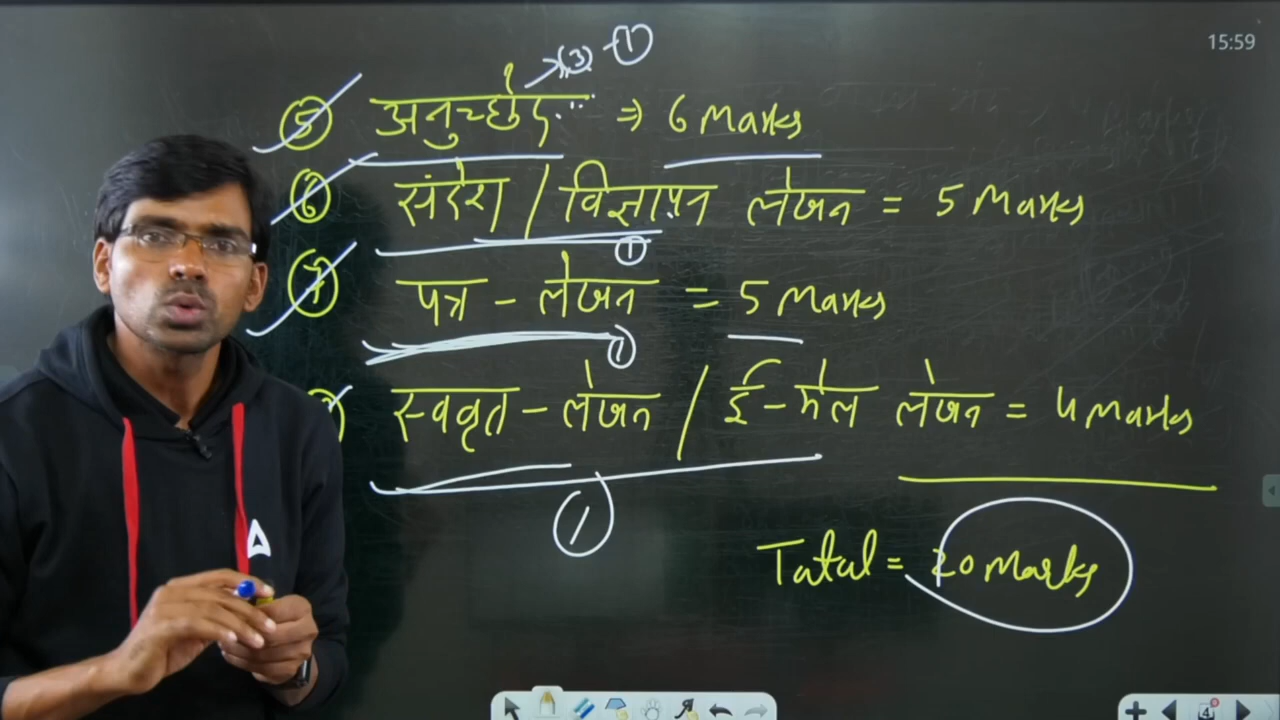 15:59
(3) - 1
5 अनुच्छेद ⇒ 6 Marks
6 संदेश / विज्ञापन लेखन = 5 Marks
1
7 पत्र - लेखन = 5 Marks
1
स्ववृत - लेखन / ई - मेल लेखन = 4 Marks
1
Total = 20 Marks
4